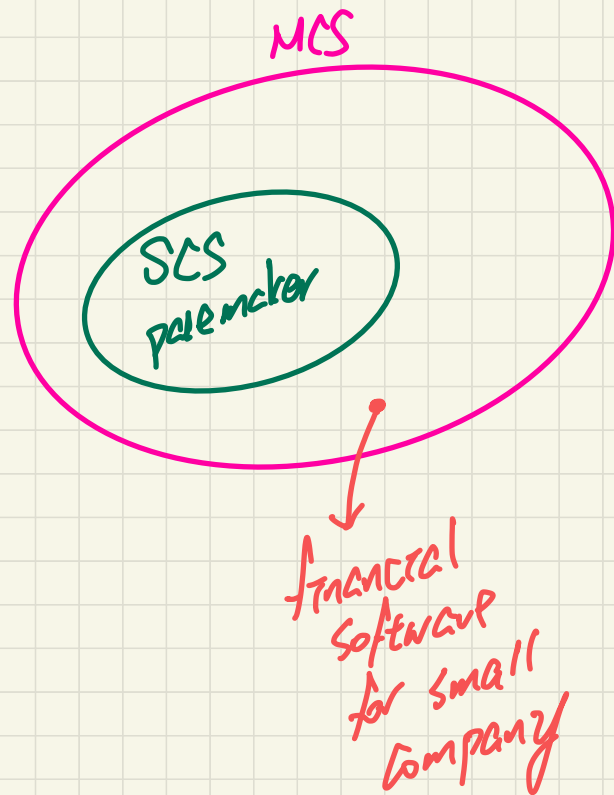 MCS
SCS
pacemaker
financial
software
for small
company